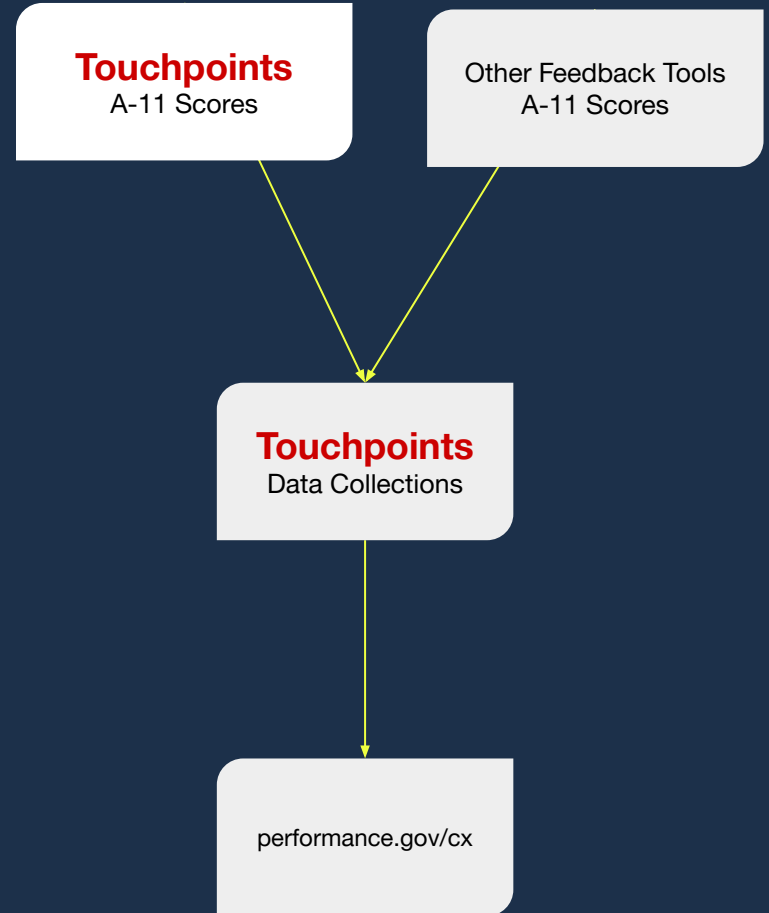 Touchpoints
A-11 Scores
Other Feedback Tools
A-11 Scores
Touchpoints
Data Collections
performance.gov/cx